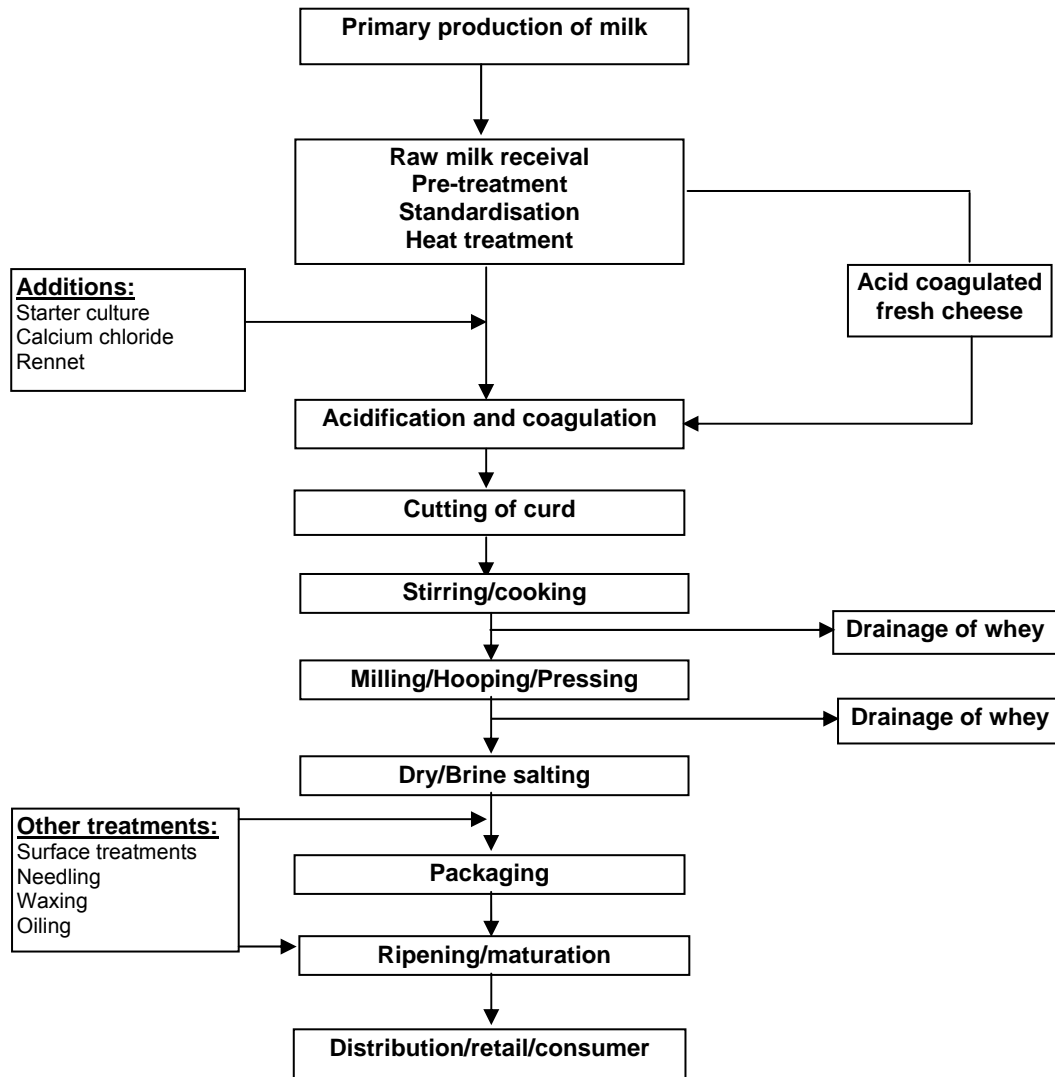 Primary production of milk
Raw milk receival
Pre-treatment
Standardisation
Heat treatment
Additions:
Starter culture
Calcium chloride
Rennet
Acid coagulated
fresh cheese
Acidification and coagulation
Cutting of curd
Stirring/cooking
Drainage of whey
Milling/Hooping/Pressing
Drainage of whey
Dry/Brine salting
Other treatments:
Surface treatments
Needling
Waxing
Oiling
Packaging
Ripening/maturation
Distribution/retail/consumer